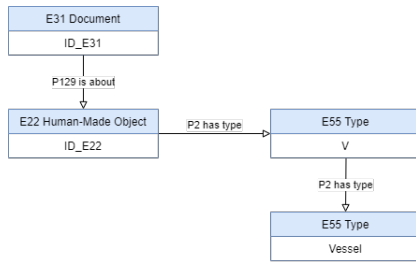 E31 Document
ID_E31
P129 is about
E22 Human-Made Object
ID_E22
P2 has type
E55 Type
V
P2 has type
E55 Type
Vessel